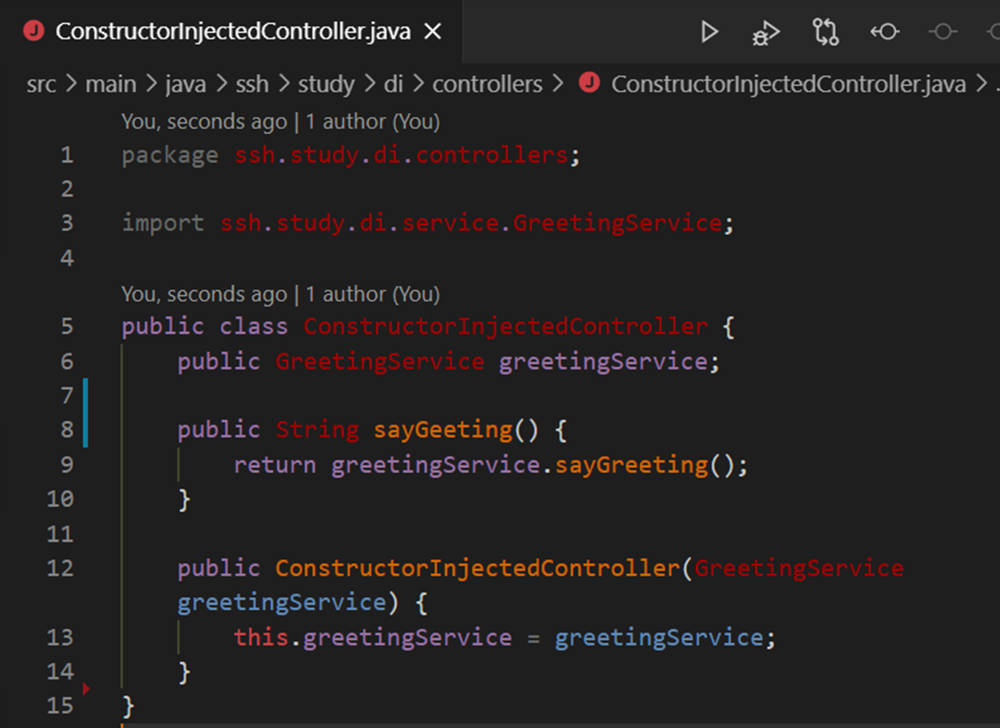 ConstructorInjectedController.java
src > main > java > ssh > study > di > controllers > ConstructorInjectedController.java > .
You, seconds ago | 1 author (You)
1 package ssh.study.di.controllers;
2
3 import ssh.study.di.service.GreetingService;
4
You, seconds ago | 1 author (You)
5 public class ConstructorInjectedController {
6 public GreetingService greetingService;
7
8 public String sayGeeting() {
9 return greetingService.sayGreeting();
10 }
11
12 public ConstructorInjectedController(GreetingService
greetingService) {
13 this.greetingService = greetingService;
14 }
15 }